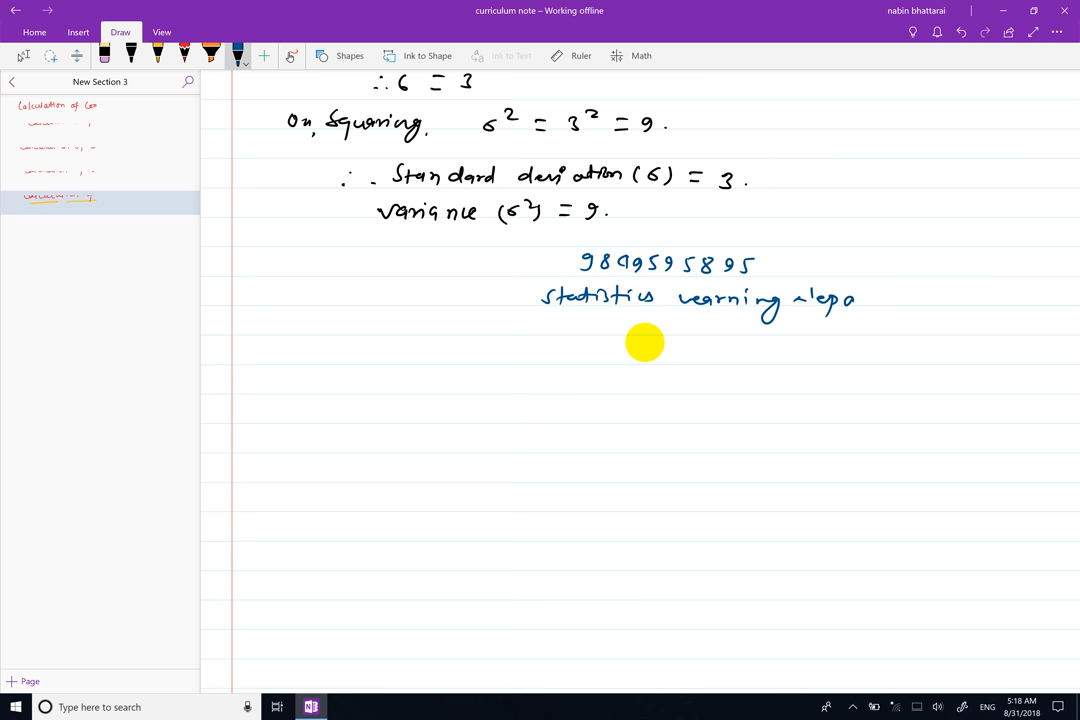 curriculum note – Working offline
nabin bhattarai
Home Insert Draw View
Shapes Ink to Shape Ink to Text Ruler Math
New Section 3
Calculation of
∴ σ = 3
On, Squaring, σ² = 3² = 9.
∴ Standard deviation (σ) = 3.
variance (σ²) = 9.
9849595895
statistics learning
+ Page
Type here to search
ENG
5:18 AM
8/31/2018